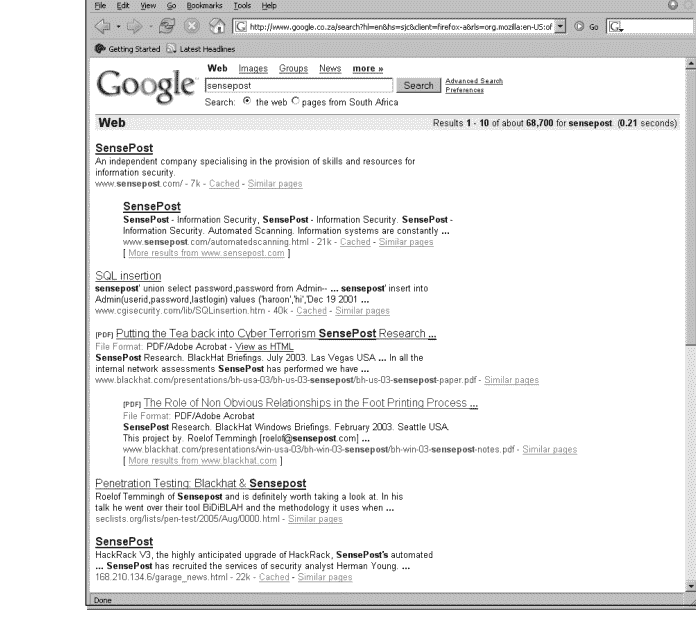 File Edit View Go Bookmarks Tools Help
http://www.google.co.za/search?hl=en&hs=sjc&client=firefox-a&rls=org.mozilla:en-US:of Go G
Getting Started Latest Headlines
Google
Web Images Groups News more »
sensepost Search Advanced Search
Preferences
Search: the web pages from South Africa
Web Results 1 - 10 of about 68,700 for sensepost. (0.21 seconds)
SensePost
An independent company specialising in the provision of skills and resources for
information security.
www.sensepost.com/ - 7k - Cached - Similar pages
SensePost
SensePost - Information Security, SensePost - Information Security. SensePost -
Information Security. Automated Scanning. Information systems are constantly ...
www.sensepost.com/automatedscanning.html - 21k - Cached - Similar pages
[ More results from www.sensepost.com ]
SQL insertion
sensepost' union select password,password from Admin-- ... sensepost' insert into
Admin(userid,password,lastlogin) values ('haroon','hi','Dec 19 2001 ...
www.cgisecurity.com/lib/SQLinsertion.htm - 40k - Cached - Similar pages
[PDF] Putting the Tea back into Cyber Terrorism SensePost Research ...
File Format: PDF/Adobe Acrobat - View as HTML
SensePost Research. BlackHat Briefings. July 2003. Las Vegas USA ... In all the
internal network assessments SensePost has performed we have ...
www.blackhat.com/presentations/bh-usa-03/bh-us-03-sensepost/bh-us-03-sensepost-paper.pdf - Similar pages
[PDF] The Role of Non Obvious Relationships in the Foot Printing Process ...
File Format: PDF/Adobe Acrobat
SensePost Research. BlackHat Windows Briefings. February 2003. Seattle USA.
This project by. Roelof Temmingh [roelof@sensepost.com] ...
www.blackhat.com/presentations/win-usa-03/bh-win-03-sensepost/bh-win-03-sensepost-notes.pdf - Similar pages
[ More results from www.blackhat.com ]
Penetration Testing: Blackhat & Sensepost
Roelof Temmingh of Sensepost and is definitely worth taking a look at. In his
talk he went over their tool BiDiBLAH and the methodology it uses when ...
seclists.org/lists/pen-test/2005/Aug/0000.html - Similar pages
SensePost
HackRack V3, the highly anticipated upgrade of HackRack, SensePost's automated
... SensePost has recruited the services of security analyst Herman Young. ...
168.210.134.6/garage_news.html - 22k - Cached - Similar pages
Done